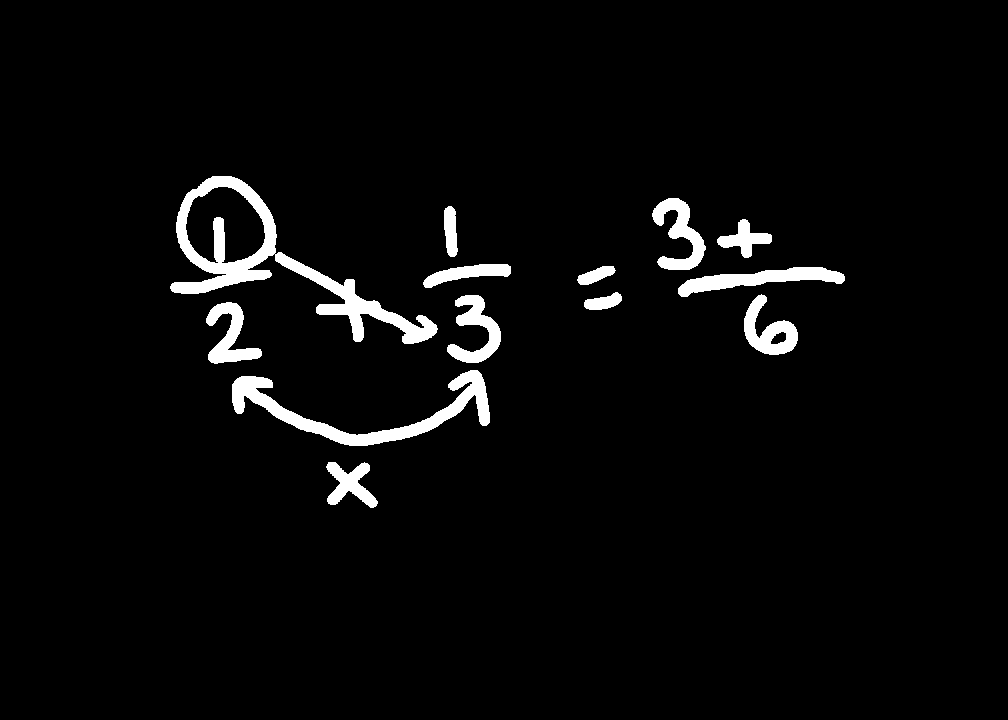 1/2 + 1/3 = 3+/6
x